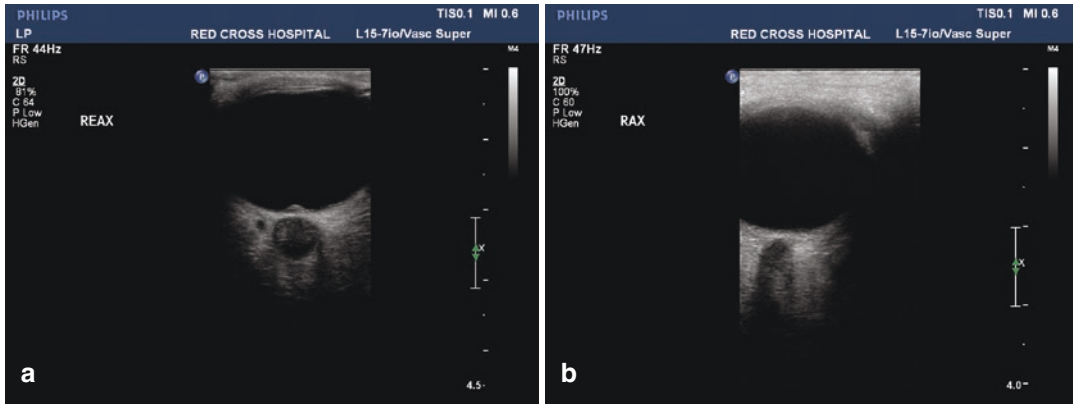 PHILIPS
TIS0.1 MI 0.6
LP
RED CROSS HOSPITAL
L15-7io/Vasc Super
FR 44Hz
RS
M4
2D
81%
C 64
P Low
HGen
REAX
X
4.5
a
PHILIPS
TIS0.1 MI 0.6
RED CROSS HOSPITAL
L15-7io/Vasc Super
FR 47Hz
RS
M4
2D
100%
C 60
P Low
HGen
RAX
X
4.0
b